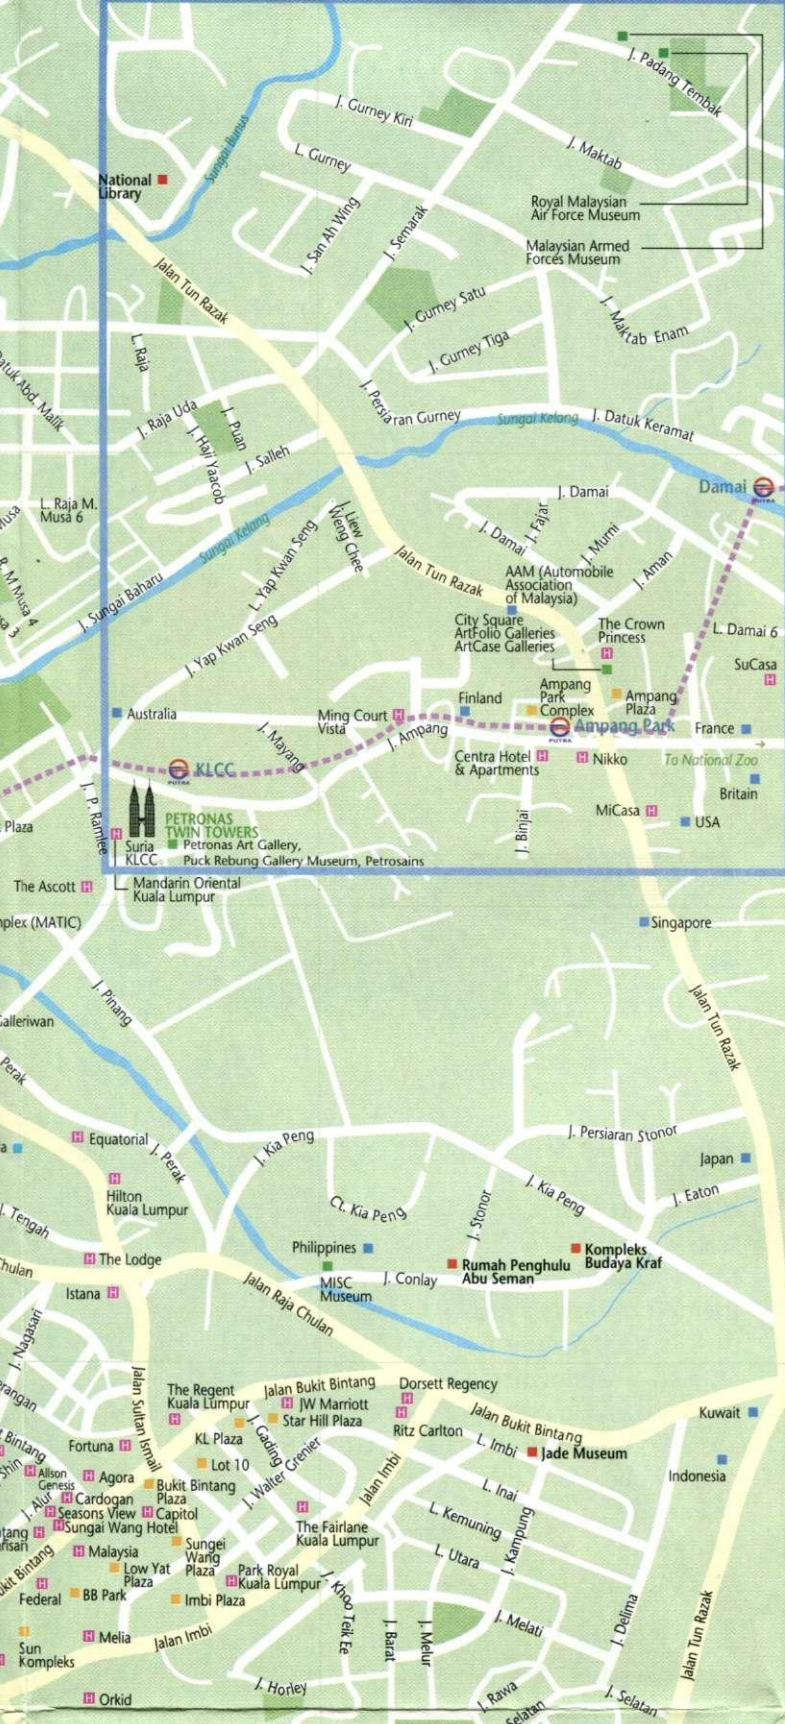 J. Padang Tembak
J. Gurney Kiri
L. Gurney
J. Maktab
Sungai Bunus
National
Library
Royal Malaysian
Air Force Museum
J. San Ah Wing
J. Semarak
Malaysian Armed
Forces Museum
Jalan Tun Razak
J. Gurney Satu
J. Maktab Enam
L. Raja
J. Gurney Tiga
Datuk Abd. Malik
J. Persiaran Gurney
Sungai Kelang
J. Datuk Keramat
J. Raja Uda
J. Puan
J. Haji Yaacob
J. Salleh
Damai
PUTRA
J. Damai
L. Raja M.
Musa 6
Musa
J. Fajar
J. Liew
Weng Chee
J. Damai
J. Murni
Sungai Kelang
L. Yap Kwan Seng
Jalan Tun Razak
J. Aman
R. M Musa 4
AAM (Automobile
Association
of Malaysia)
J. Sungai Baharu
City Square
ArtFolio Galleries
ArtCase Galleries
The Crown
Princess
L. Damai 6
J. Yap Kwan Seng
SuCasa
Ampang
Park
Complex
Ampang
Plaza
Finland
Australia
Ming Court
Vista
J. Mayang
J. Ampang
Ampang Park
PUTRA
France
KLCC
PUTRA
Centra Hotel
& Apartments
Nikko
To National Zoo
Britain
J. P. Ramlee
MiCasa
USA
J. Binjai
Plaza
PETRONAS
TWIN TOWERS
Suria
KLCC
Petronas Art Gallery,
Puck Rebung Gallery Museum, Petrosains
The Ascott
Mandarin Oriental
Kuala Lumpur
mplex (MATIC)
Singapore
J. Pinang
Jalan Tun Razak
Galleriwan
Perak
Equatorial
J. Perak
J. Kia Peng
J. Persiaran Stonor
Japan
Hilton
Kuala Lumpur
J. Kia Peng
J. Eaton
Ct. Kia Peng
J. Stonor
J. Tengah
The Lodge
Philippines
Kompleks
Budaya Kraf
Chulan
Rumah Penghulu
Abu Seman
MISC
Museum
J. Conlay
Istana
Jalan Raja Chulan
J. Nagasari
Jalan Sultan Ismail
The Regent
Kuala Lumpur
Jalan Bukit Bintang
Dorsett Regency
JW Marriott
Star Hill Plaza
Jalan Bukit Bintang
Kuwait
KL Plaza
J. Gading
Ritz Carlton
L. Imbi
Jade Museum
Fortuna
Bintang
Lot 10
J. Walter Grenier
Jalan Imbi
Indonesia
Allson
Genesis
Agora
Bukit Bintang
Plaza
L. Inai
J. Alur
Cardogan
Seasons View
Capitol
Sungai Wang Hotel
The Fairlane
Kuala Lumpur
L. Kemuning
J. Kampung
Malaysia
Sungei
Wang
Plaza
L. Utara
Low Yat
Plaza
Park Royal
Kuala Lumpur
Federal
BB Park
Imbi Plaza
J. Khoo Teik Ee
J. Barat
J. Melur
J. Melati
J. Delima
Jalan Tun Razak
Sun
Kompleks
Melia
Jalan Imbi
Orkid
J. Horley
J. Rawa
Selatan
J. Selatan